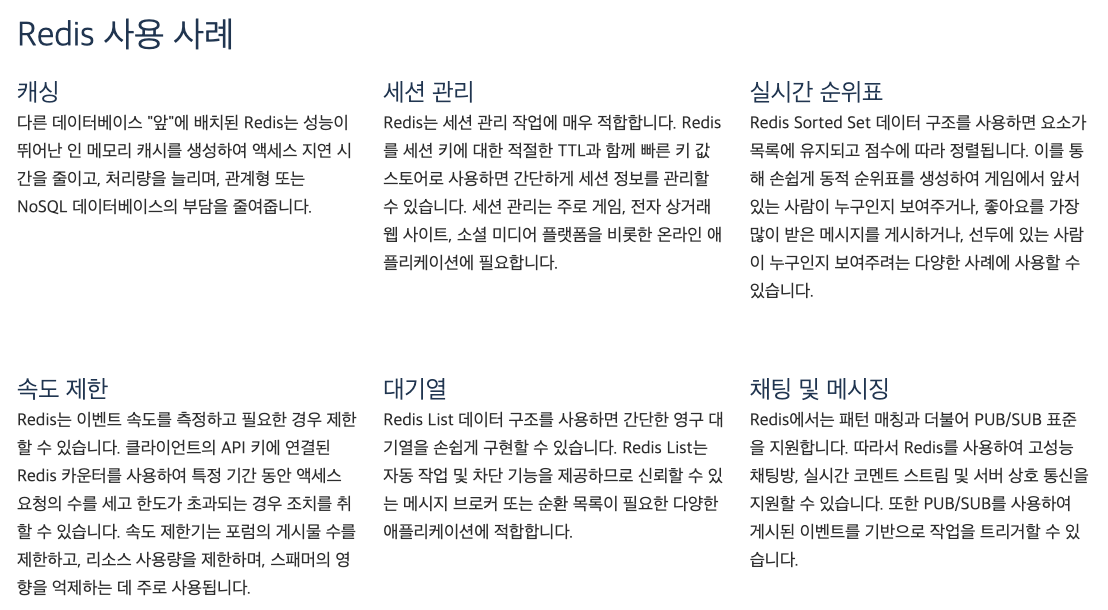 Redis 사용 사례
캐싱
다른 데이터베이스 "앞"에 배치된 Redis는 성능이
뛰어난 인 메모리 캐시를 생성하여 액세스 지연 시
간을 줄이고, 처리량을 늘리며, 관계형 또는
NoSQL 데이터베이스의 부담을 줄여줍니다.
세션 관리
Redis는 세션 관리 작업에 매우 적합합니다. Redis
를 세션 키에 대한 적절한 TTL과 함께 빠른 키 값
스토어로 사용하면 간단하게 세션 정보를 관리할
수 있습니다. 세션 관리는 주로 게임, 전자 상거래
웹 사이트, 소셜 미디어 플랫폼을 비롯한 온라인 애
플리케이션에 필요합니다.
실시간 순위표
Redis Sorted Set 데이터 구조를 사용하면 요소가
목록에 유지되고 점수에 따라 정렬됩니다. 이를 통
해 손쉽게 동적 순위표를 생성하여 게임에서 앞서
있는 사람이 누구인지 보여주거나, 좋아요를 가장
많이 받은 메시지를 게시하거나, 선두에 있는 사람
이 누구인지 보여주려는 다양한 사례에 사용할 수
있습니다.
속도 제한
Redis는 이벤트 속도를 측정하고 필요한 경우 제한
할 수 있습니다. 클라이언트의 API 키에 연결된
Redis 카운터를 사용하여 특정 기간 동안 액세스
요청의 수를 세고 한도가 초과되는 경우 조치를 취
할 수 있습니다. 속도 제한기는 포럼의 게시물 수를
제한하고, 리소스 사용량을 제한하며, 스패머의 영
향을 억제하는 데 주로 사용됩니다.
대기열
Redis List 데이터 구조를 사용하면 간단한 영구 대
기열을 손쉽게 구현할 수 있습니다. Redis List는
자동 작업 및 차단 기능을 제공하므로 신뢰할 수 있
는 메시지 브로커 또는 순환 목록이 필요한 다양한
애플리케이션에 적합합니다.
채팅 및 메시징
Redis에서는 패턴 매칭과 더불어 PUB/SUB 표준
을 지원합니다. 따라서 Redis를 사용하여 고성능
채팅방, 실시간 코멘트 스트림 및 서버 상호 통신을
지원할 수 있습니다. 또한 PUB/SUB를 사용하여
게시된 이벤트를 기반으로 작업을 트리거할 수 있
습니다.